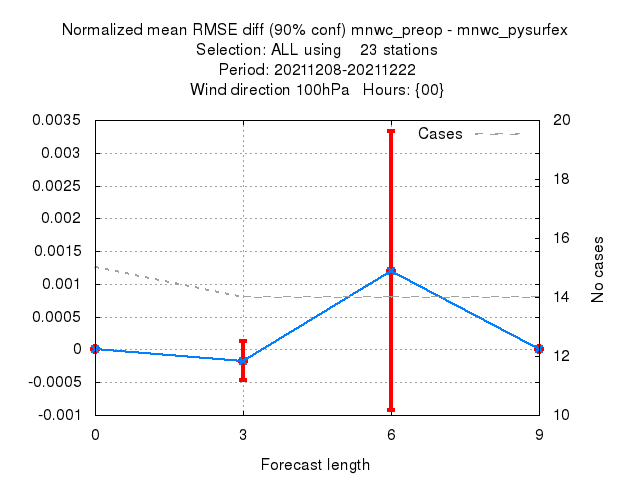 Normalized mean RMSE diff (90% conf) mnwc_preop - mnwc_pysurfex
Selection: ALL using    23 stations
Period: 20211208-20211222
Wind direction 100hPa   Hours: {00}
0.0035
0.003
0.0025
0.002
0.0015
0.001
0.0005
0
-0.0005
-0.001
Cases
20
18
16
14
12
10
No cases
0 3 6 9
Forecast length